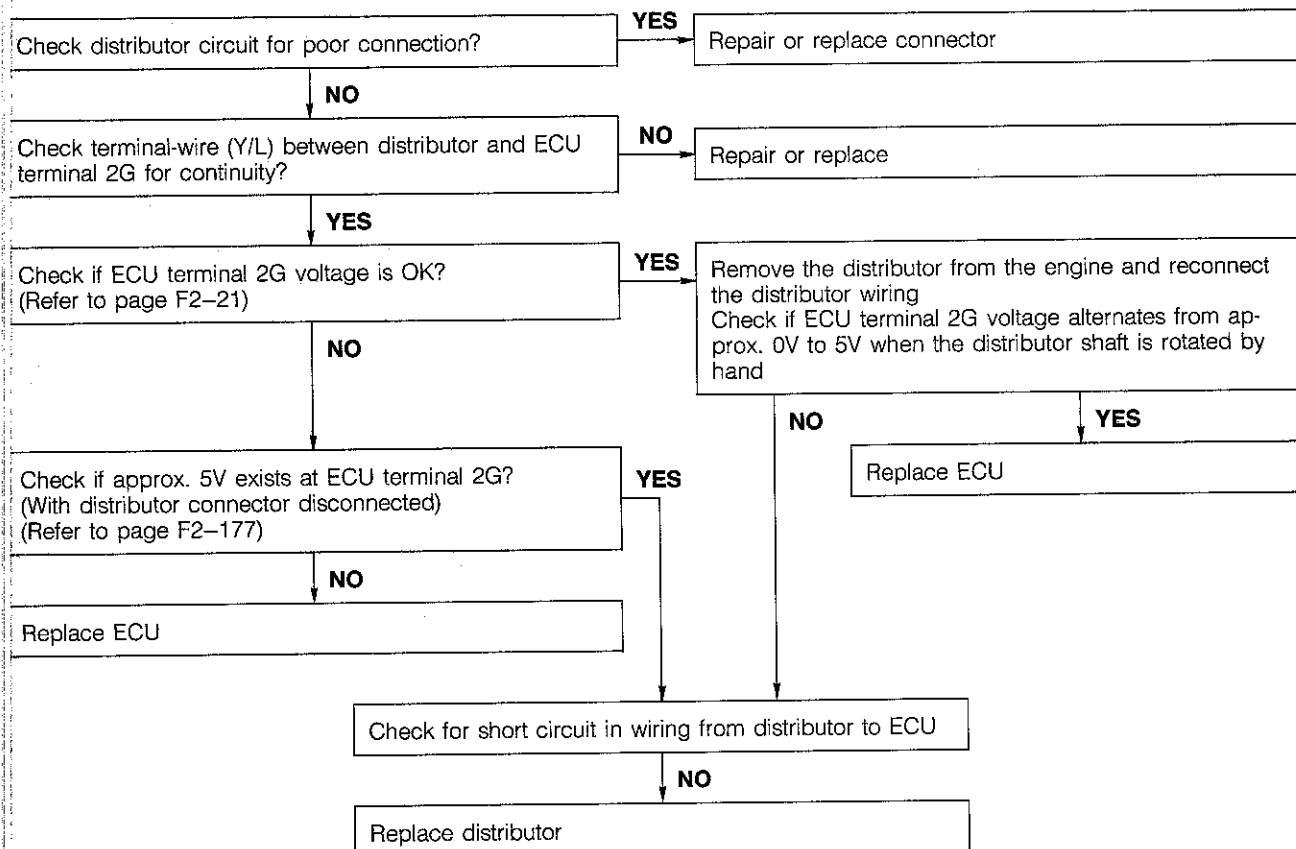 Check distributor circuit for poor connection?
YES
Repair or replace connector
NO
Check terminal-wire (Y/L) between distributor and ECU
terminal 2G for continuity?
NO
Repair or replace
YES
Check if ECU terminal 2G voltage is OK?
(Refer to page F2–21)
YES
Remove the distributor from the engine and reconnect
the distributor wiring
Check if ECU terminal 2G voltage alternates from ap-
prox. 0V to 5V when the distributor shaft is rotated by
hand
NO
NO
YES
Replace ECU
Check if approx. 5V exists at ECU terminal 2G?
(With distributor connector disconnected)
(Refer to page F2–177)
YES
NO
Replace ECU
Check for short circuit in wiring from distributor to ECU
NO
Replace distributor